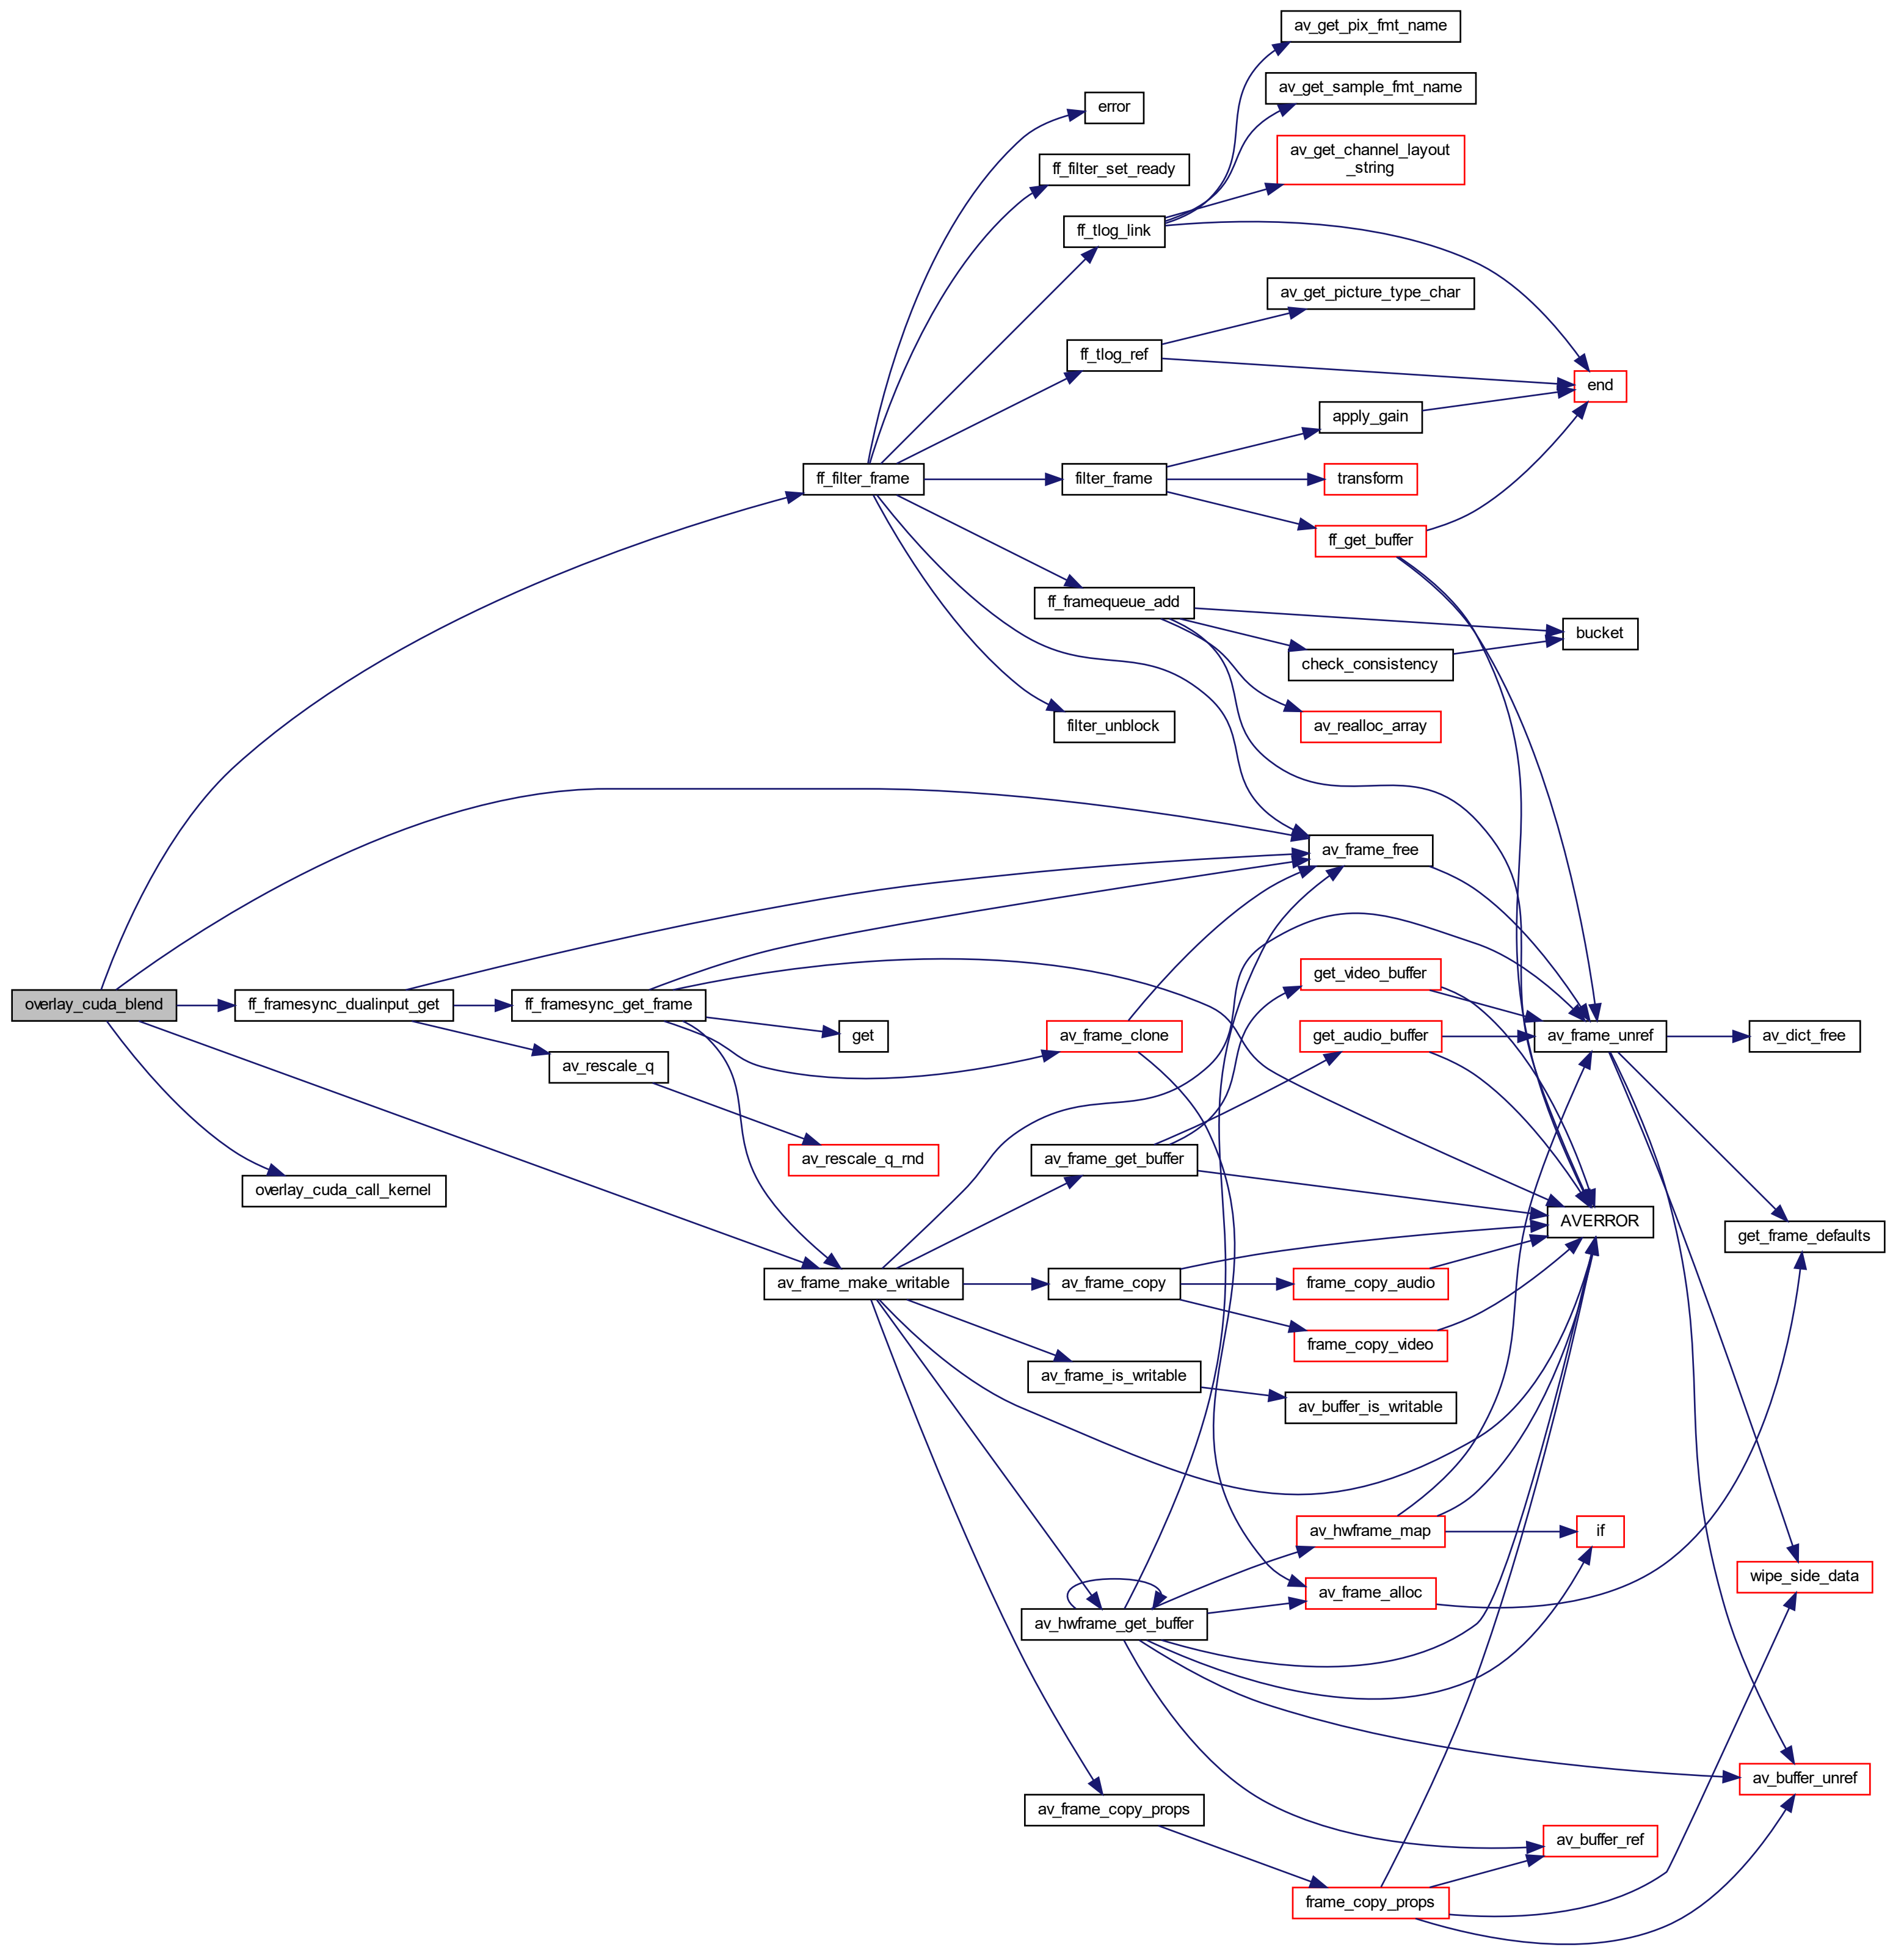 av_get_pix_fmt_name
av_get_sample_fmt_name
error
av_get_channel_layout
_string
ff_filter_set_ready
ff_tlog_link
av_get_picture_type_char
ff_tlog_ref
end
apply_gain
ff_filter_frame
filter_frame
transform
ff_get_buffer
ff_framequeue_add
bucket
check_consistency
filter_unblock
av_realloc_array
av_frame_free
get_video_buffer
overlay_cuda_blend
ff_framesync_dualinput_get
ff_framesync_get_frame
get
av_frame_clone
get_audio_buffer
av_frame_unref
av_dict_free
av_rescale_q
av_rescale_q_rnd
av_frame_get_buffer
overlay_cuda_call_kernel
AVERROR
get_frame_defaults
av_frame_make_writable
av_frame_copy
frame_copy_audio
frame_copy_video
av_frame_is_writable
av_buffer_is_writable
av_hwframe_map
if
wipe_side_data
av_frame_alloc
av_hwframe_get_buffer
av_buffer_unref
av_frame_copy_props
av_buffer_ref
frame_copy_props